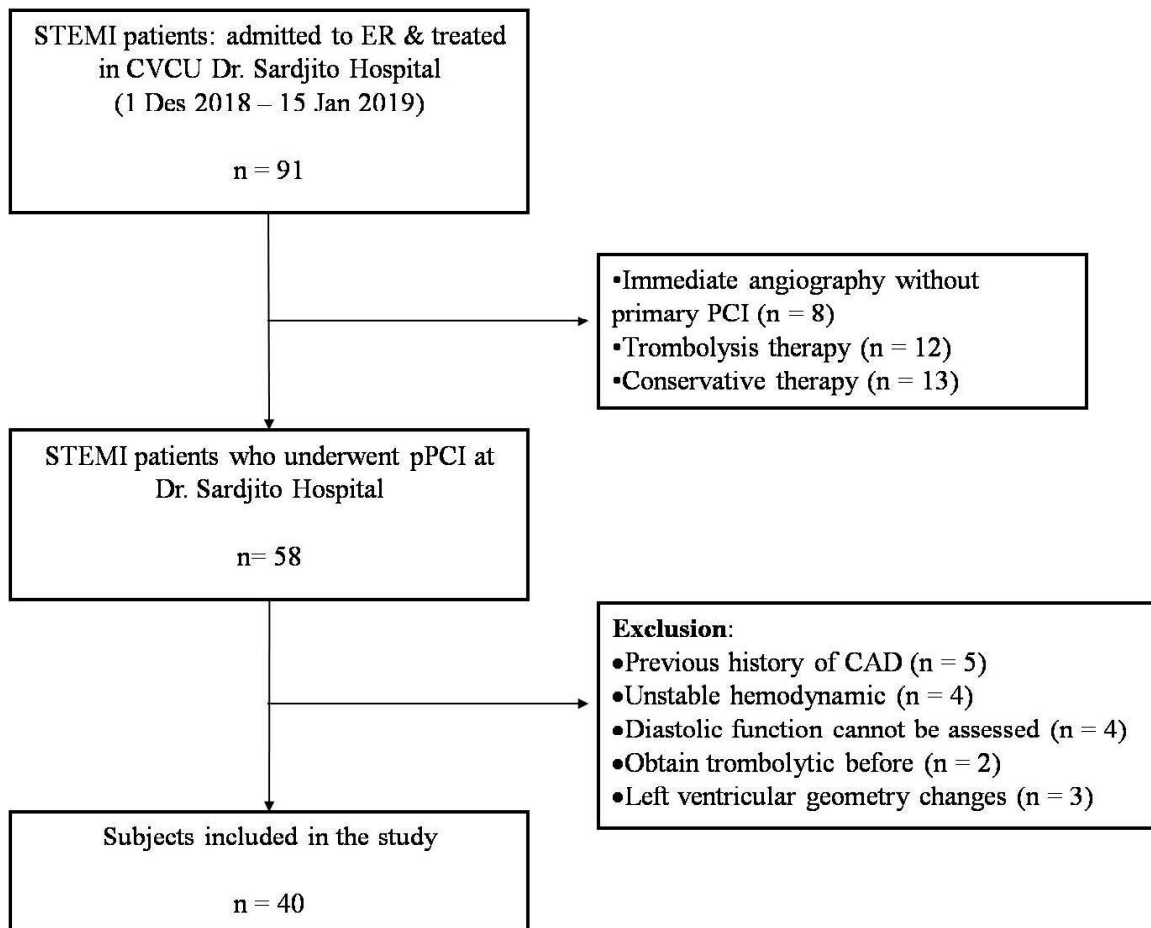 STEMI patients: admitted to ER & treated
in CVCU Dr. Sardjito Hospital
(1 Des 2018 – 15 Jan 2019)
n = 91
▪Immediate angiography without
primary PCI (n = 8)
▪Trombolysis therapy (n = 12)
▪Conservative therapy (n = 13)
STEMI patients who underwent pPCI at
Dr. Sardjito Hospital
n= 58
Exclusion:
●Previous history of CAD (n = 5)
●Unstable hemodynamic (n = 4)
●Diastolic function cannot be assessed (n = 4)
●Obtain trombolytic before (n = 2)
●Left ventricular geometry changes (n = 3)
Subjects included in the study
n = 40